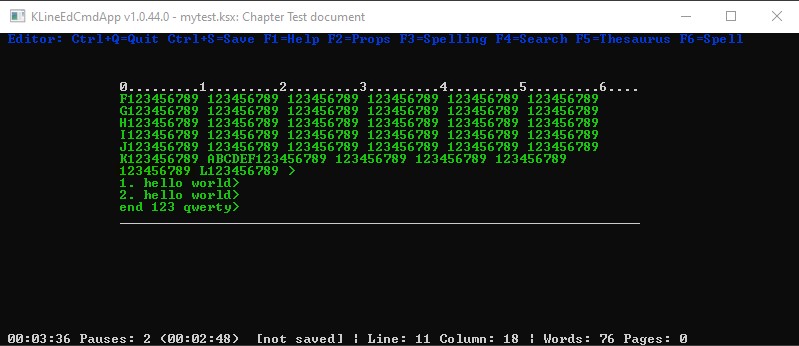 KLineEdCmdApp v1.0.44.0 - mytest.ksx: Chapter Test document
Editor: Ctrl+Q=Quit Ctrl+S=Save F1=Help F2=Props F3=Spelling F4=Search F5=Thesaurus F6=Spell
0.........1.........2.........3.........4.........5.........6....
F123456789 123456789 123456789 123456789 123456789 123456789
G123456789 123456789 123456789 123456789 123456789 123456789
H123456789 123456789 123456789 123456789 123456789 123456789
I123456789 123456789 123456789 123456789 123456789 123456789
J123456789 123456789 123456789 123456789 123456789 123456789
K123456789 ABCDEF123456789 123456789 123456789 123456789
123456789 L123456789 >
1. hello world>
2. hello world>
end 123 qwerty>
00:03:36 Pauses: 2 (00:02:48)  [not saved] ¦ Line: 11 Column: 18 ¦ Words: 76 Pages: 0